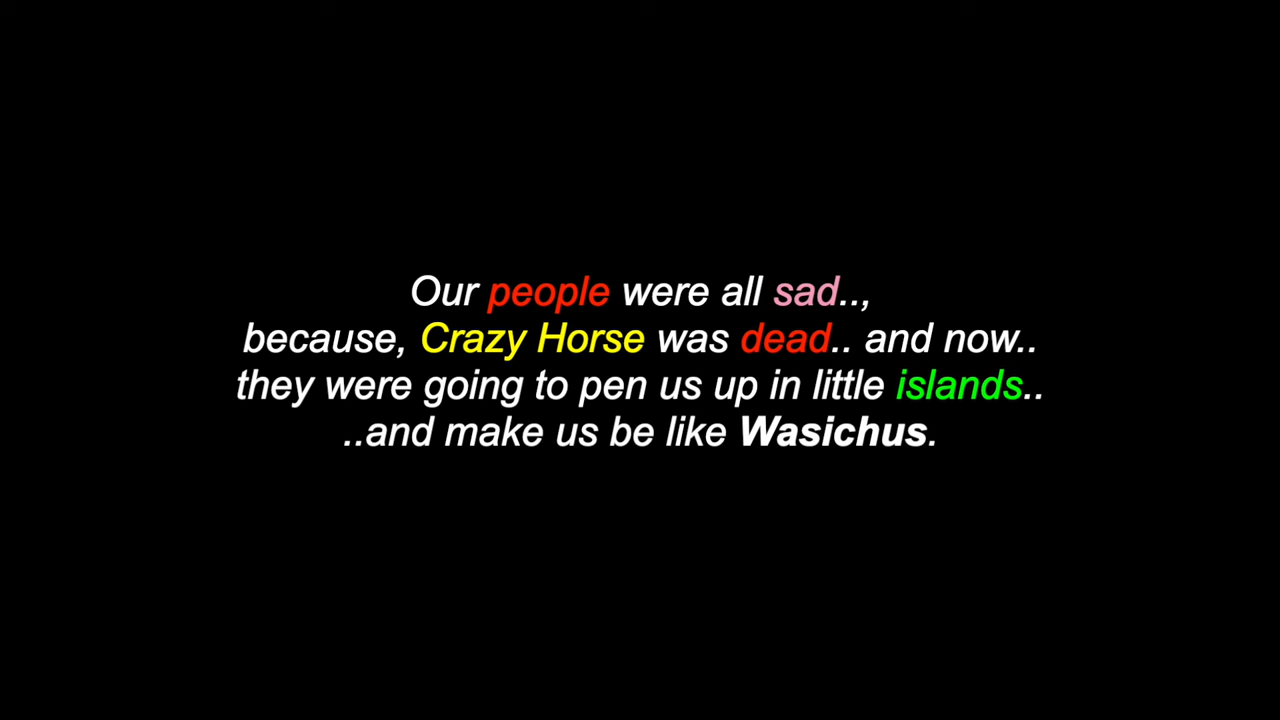 Our people were all sad..,
because, Crazy Horse was dead.. and now..
they were going to pen us up in little islands..
..and make us be like Wasichus.